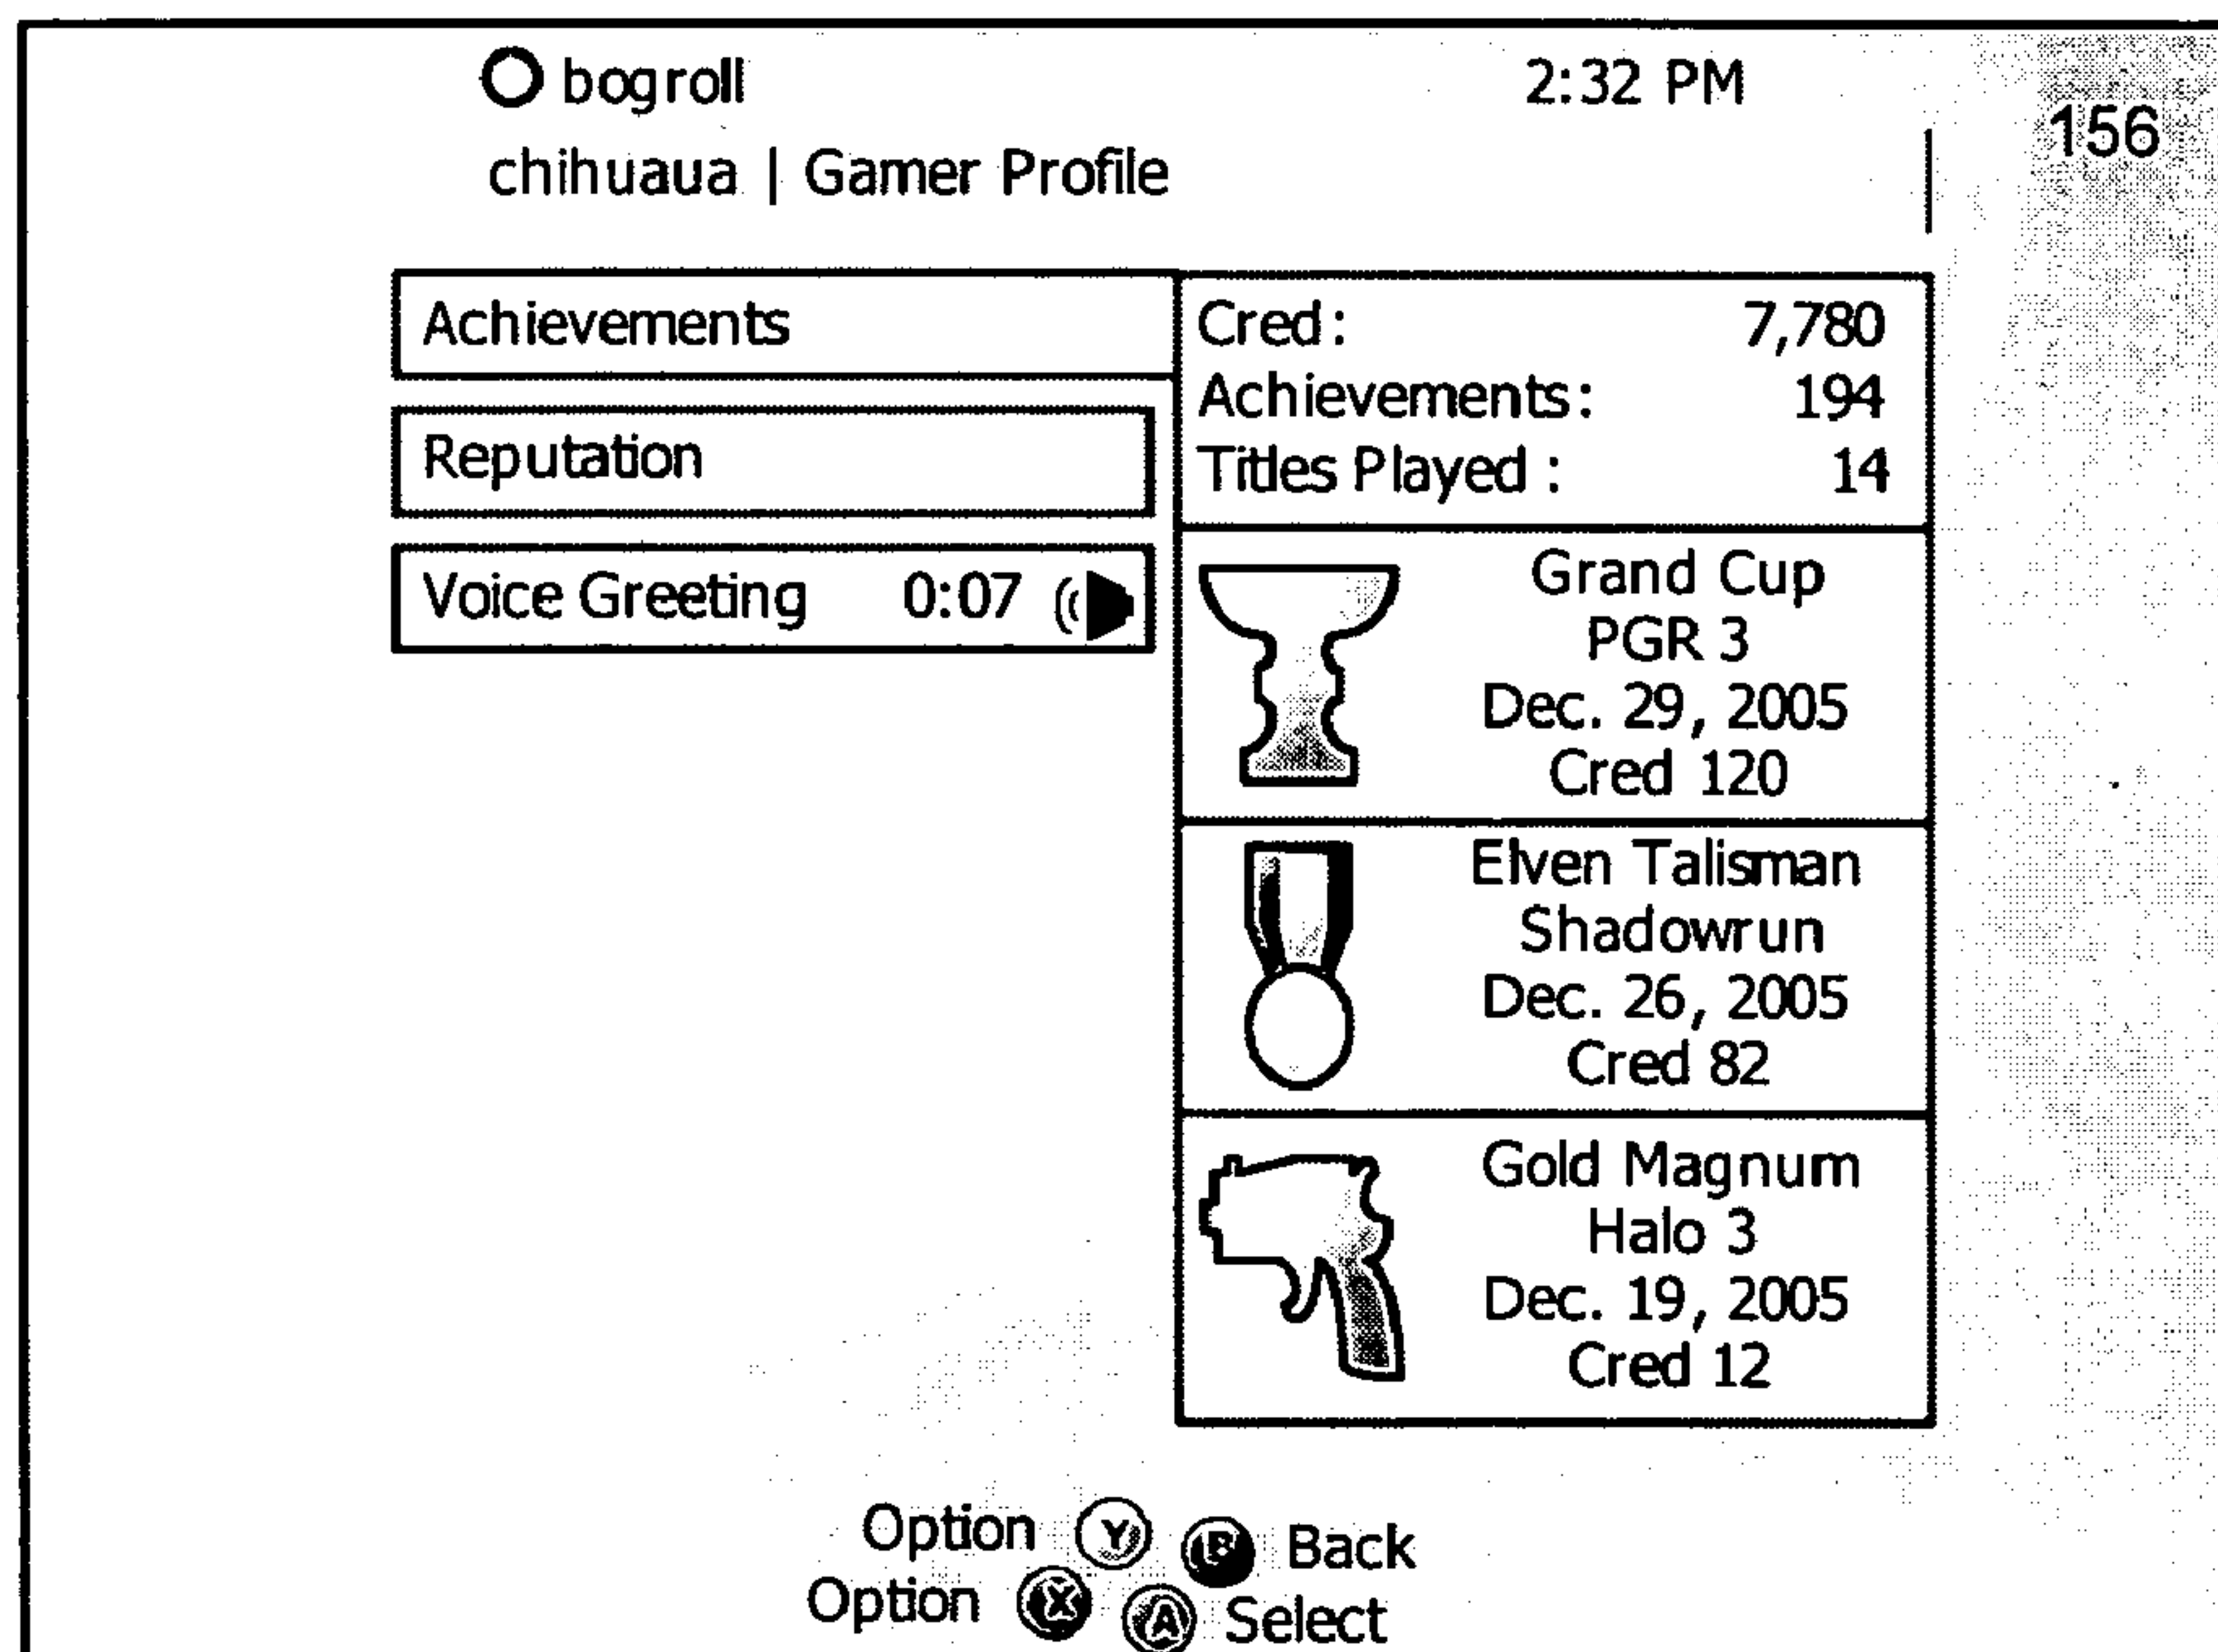 bogroll 2:32 PM
156
chihuaua | Gamer Profile
Achievements
Reputation
Voice Greeting 0:07
Cred: 7,780
Achievements: 194
Titles Played : 14
Grand Cup
PGR 3
Dec. 29, 2005
Cred 120
Elven Talisman
Shadowrun
Dec. 26, 2005
Cred 82
Gold Magnum
Halo 3
Dec. 19, 2005
Cred 12
Option Y B Back
Option X A Select